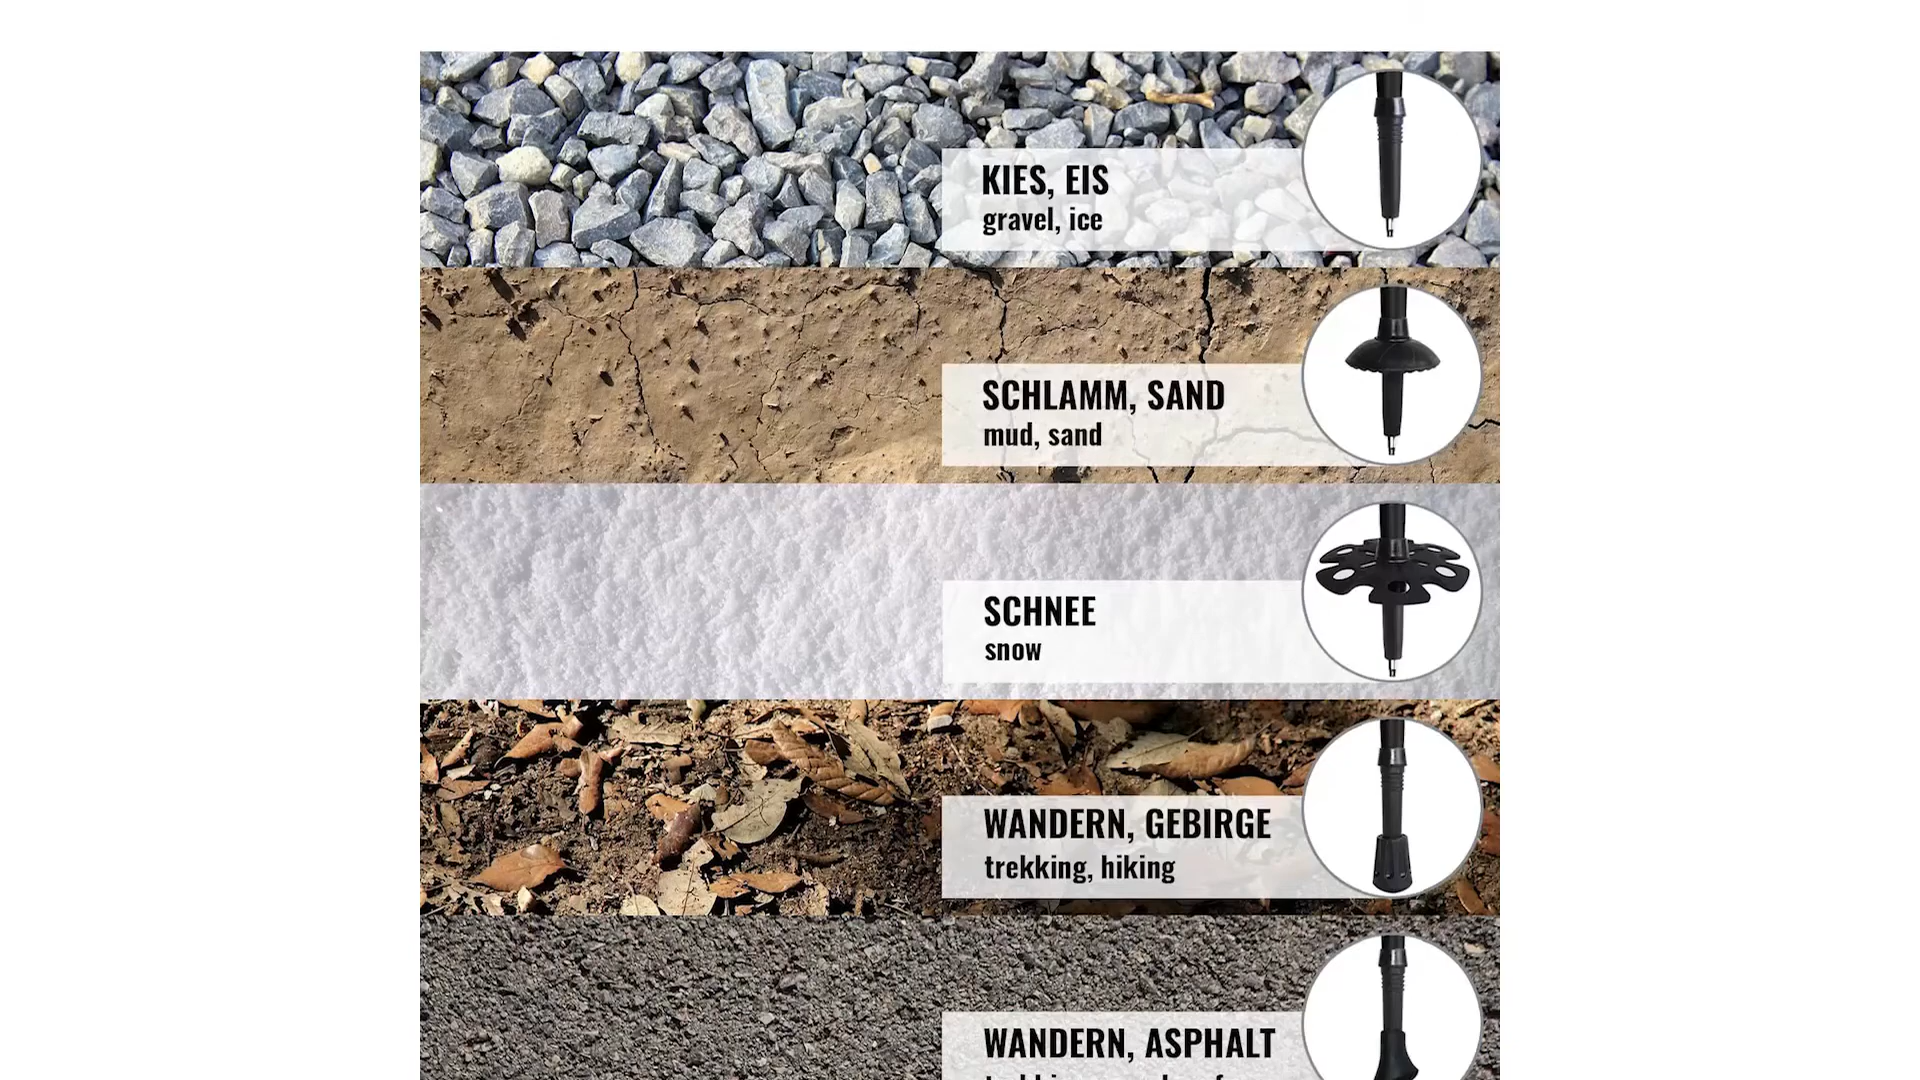 KIES, EIS
gravel, ice
SCHLAMM, SAND
mud, sand
SCHNEE
snow
WANDERN, GEBIRGE
trekking, hiking
WANDERN, ASPHALT